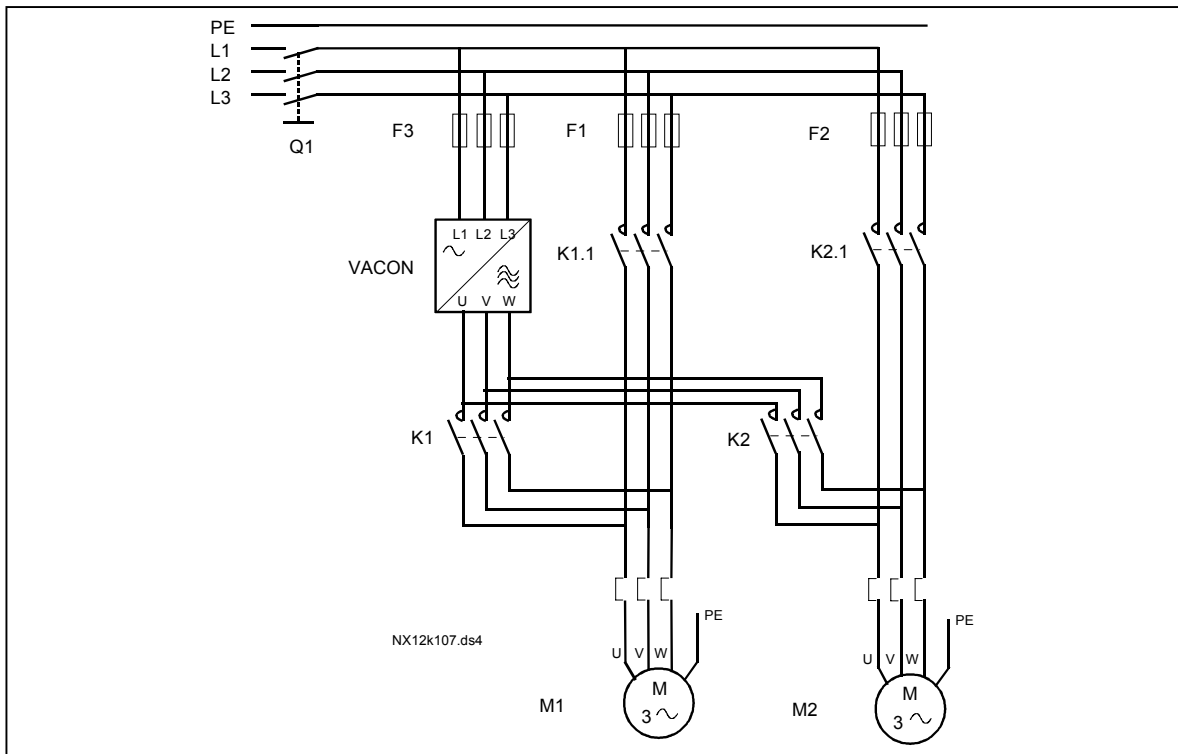 PE
L1
L2
L3
Q1
F3
F1
F2
L1 L2 L3
VACON
U V W
K1.1
K2.1
K1
K2
NX12k107.ds4
PE
PE
U V W
U V W
M1
M
3
M2
M
3